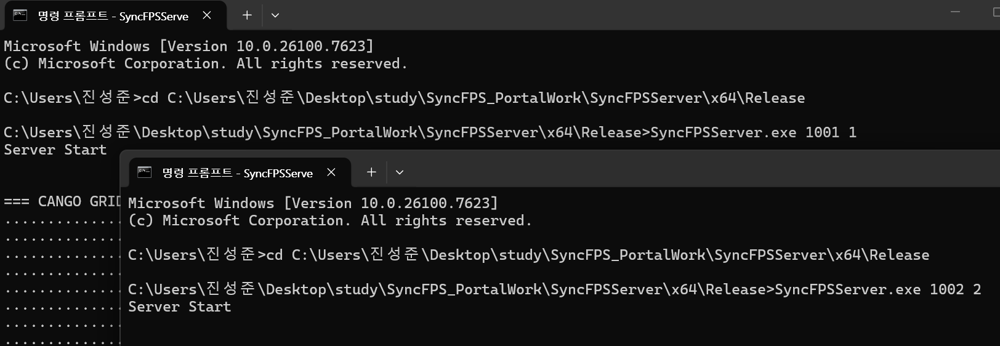 명령 프롬프트 - SyncFPSServe
Microsoft Windows [Version 10.0.26100.7623]
(c) Microsoft Corporation. All rights reserved.
C:\Users\진성준>cd C:\Users\진성준\Desktop\study\SyncFPS_PortalWork\SyncFPSServer\x64\Release
C:\Users\진성준\Desktop\study\SyncFPS_PortalWork\SyncFPSServer\x64\Release>SyncFPSServer.exe 1001 1
Server Start
=== CANGO GRID
.............
.............
.............
.............
.............
.............
.............
.............
명령 프롬프트 - SyncFPSServe
Microsoft Windows [Version 10.0.26100.7623]
(c) Microsoft Corporation. All rights reserved.
C:\Users\진성준>cd C:\Users\진성준\Desktop\study\SyncFPS_PortalWork\SyncFPSServer\x64\Release
C:\Users\진성준\Desktop\study\SyncFPS_PortalWork\SyncFPSServer\x64\Release>SyncFPSServer.exe 1002 2
Server Start